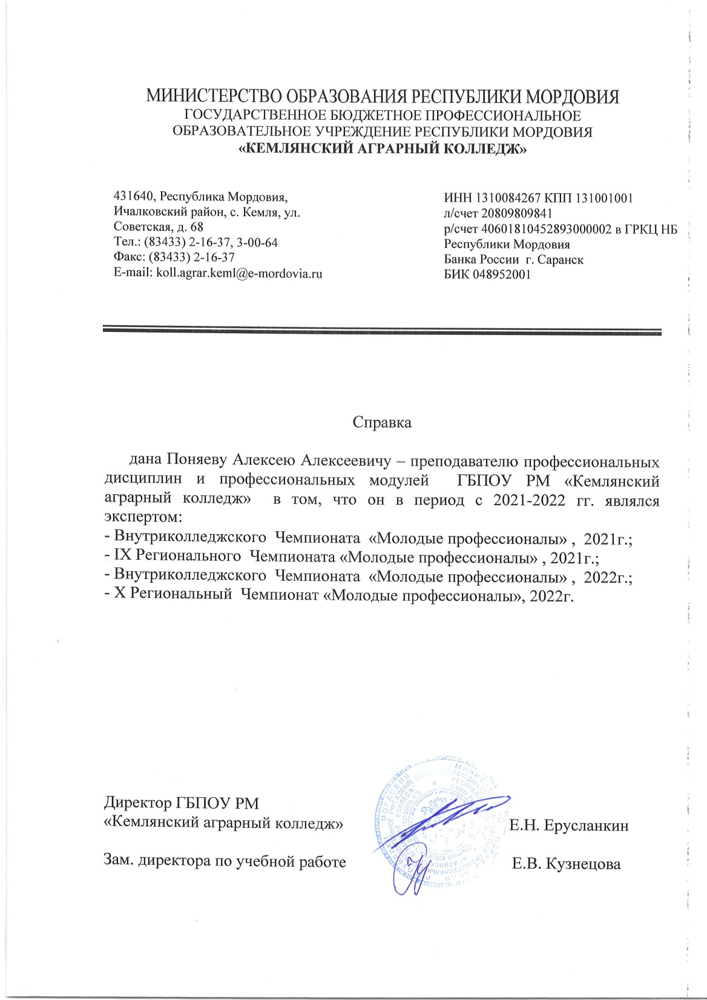 МИНИСТЕРСТВО ОБРАЗОВАНИЯ РЕСПУБЛИКИ МОРДОВИЯ
ГОСУДАРСТВЕННОЕ БЮДЖЕТНОЕ ПРОФЕССИОНАЛЬНОЕ
ОБРАЗОВАТЕЛЬНОЕ УЧРЕЖДЕНИЕ РЕСПУБЛИКИ МОРДОВИЯ
«КЕМЛЯНСКИЙ АГРАРНЫЙ КОЛЛЕДЖ»
431640, Республика Мордовия,
Ичалковский район, с. Кемля, ул.
Советская, д. 68
Тел.: (83433) 2-16-37, 3-00-64
Факс: (83433) 2-16-37
E-mail: koll.agrar.keml@e-mordovia.ru
ИНН 1310084267 КПП 131001001
л/счет 20809809841
р/счет 40601810452893000002 в ГРКЦ НБ
Республики Мордовия
Банка России г. Саранск
БИК 048952001
Справка
дана Поняеву Алексею Алексеевичу – преподавателю профессиональных
дисциплин и профессиональных модулей ГБПОУ РМ «Кемлянский
аграрный колледж» в том, что он в период с 2021-2022 гг. являлся
экспертом:
- Внутриколледжского Чемпионата «Молодые профессионалы» , 2021г.;
- IX Регионального Чемпионата «Молодые профессионалы» , 2021г.;
- Внутриколледжского Чемпионата «Молодые профессионалы» , 2022г.;
- X Региональный Чемпионат «Молодые профессионалы», 2022г.
Директор ГБПОУ РМ
«Кемлянский аграрный колледж» Е.Н. Ерусланкин
Зам. директора по учебной работе Е.В. Кузнецова